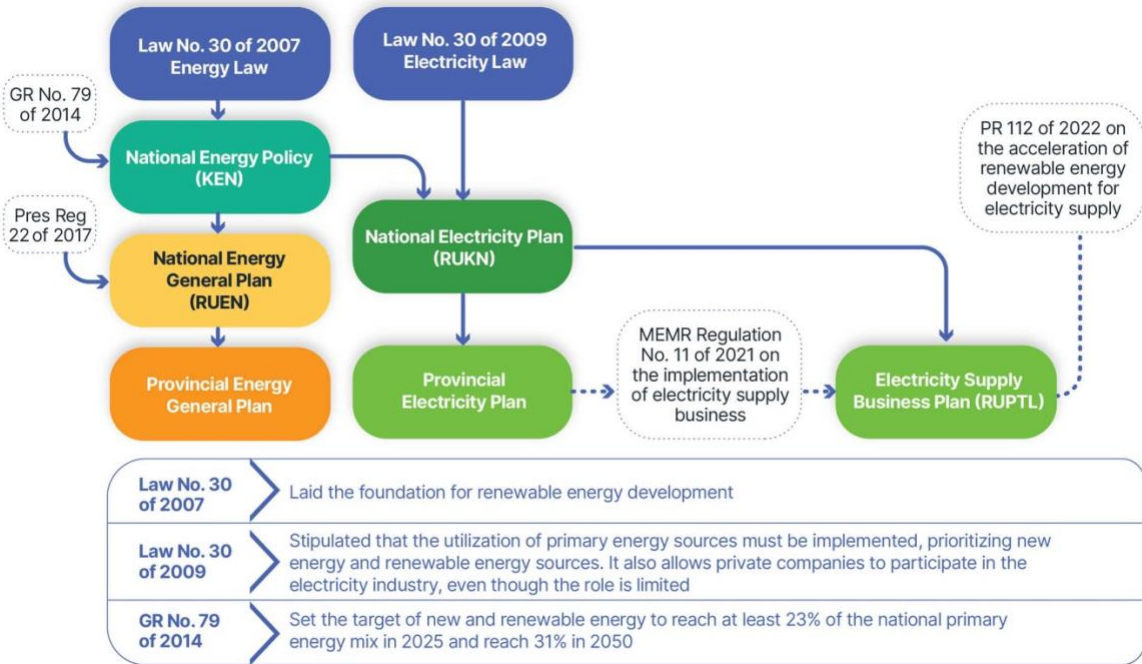 Law No. 30 of 2007
Energy Law
Law No. 30 of 2009
Electricity Law
GR No. 79
of 2014
National Energy Policy
(KEN)
PR 112 of 2022 on
the acceleration of
renewable energy
development for
electricity supply
Pres Reg
22 of 2017
National Energy
General Plan
(RUEN)
National Electricity Plan
(RUKN)
MEMR Regulation
No. 11 of 2021 on
the implementation
of electricity supply
business
Provincial Energy
General Plan
Provincial
Electricity Plan
Electricity Supply
Business Plan (RUPTL)
Law No. 30
of 2007
Laid the foundation for renewable energy development
Law No. 30
of 2009
Stipulated that the utilization of primary energy sources must be implemented, prioritizing new
energy and renewable energy sources. It also allows private companies to participate in the
electricity industry, even though the role is limited
GR No. 79
of 2014
Set the target of new and renewable energy to reach at least 23% of the national primary
energy mix in 2025 and reach 31% in 2050